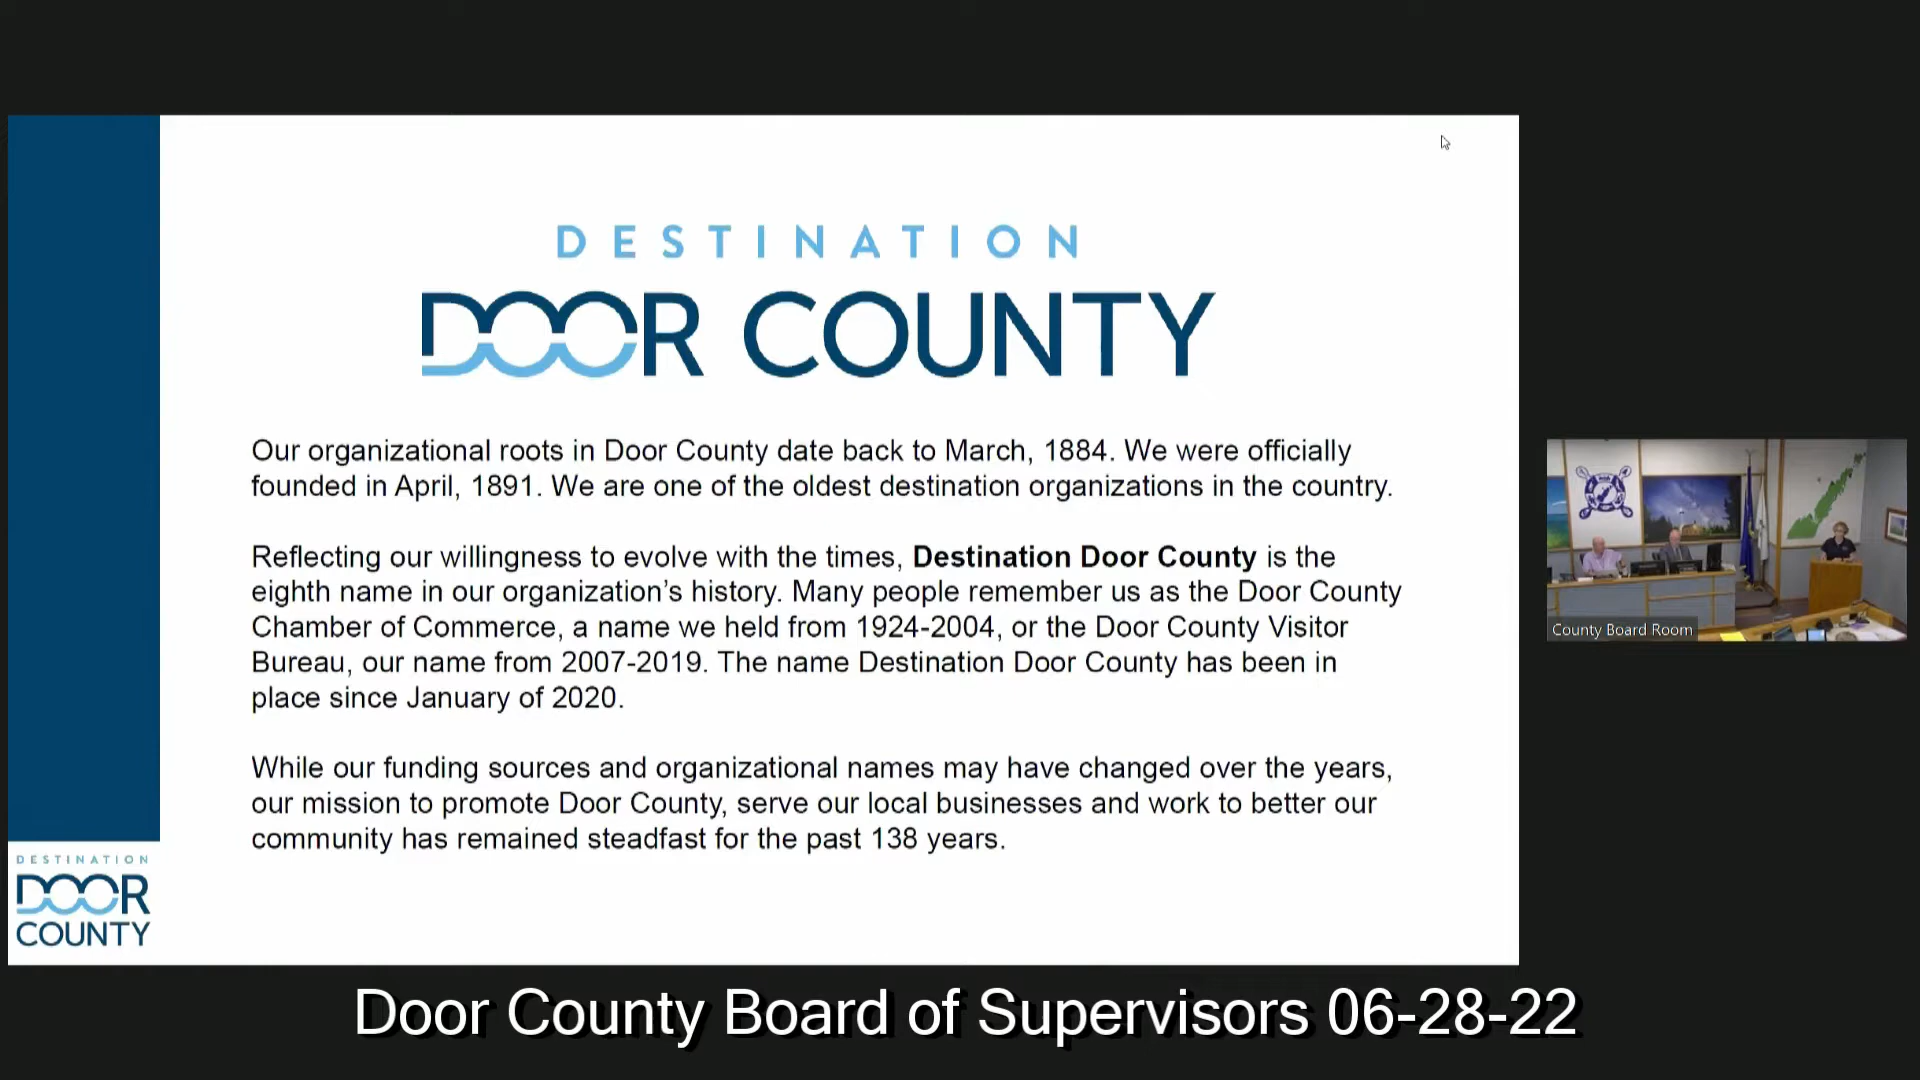 DESTINATION
DOOR COUNTY
Our organizational roots in Door County date back to March, 1884. We were officially
founded in April, 1891. We are one of the oldest destination organizations in the country.
Reflecting our willingness to evolve with the times, Destination Door County is the
eighth name in our organization’s history. Many people remember us as the Door County
Chamber of Commerce, a name we held from 1924-2004, or the Door County Visitor
Bureau, our name from 2007-2019. The name Destination Door County has been in
place since January of 2020.
While our funding sources and organizational names may have changed over the years,
our mission to promote Door County, serve our local businesses and work to better our
community has remained steadfast for the past 138 years.
DESTINATION
DOOR
COUNTY
County Board Room
Door County Board of Supervisors 06-28-22